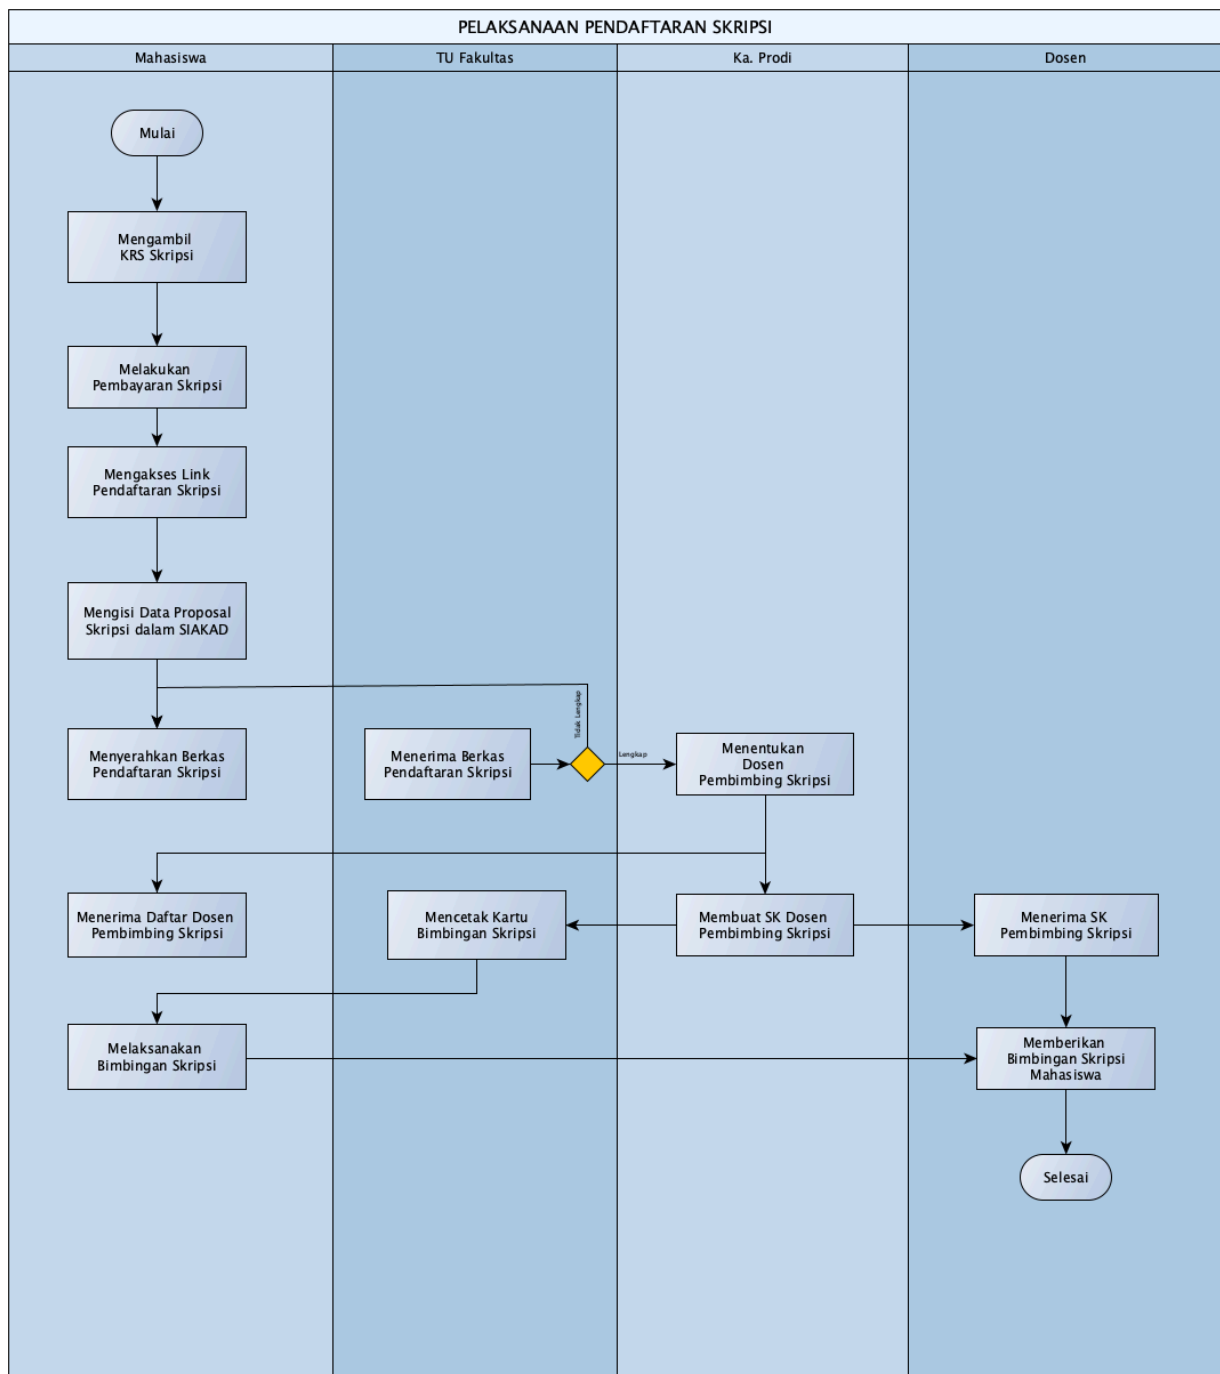 PELAKSANAAN PENDAFTARAN SKRIPSI
Mahasiswa
TU Fakultas
Ka. Prodi
Dosen
Mulai
Mengambil
KRS Skripsi
Melakukan
Pembayaran Skripsi
Mengakses Link
Pendaftaran Skripsi
Mengisi Data Proposal
Skripsi dalam SIAKAD
Menyerahkan Berkas
Pendaftaran Skripsi
Menerima Berkas
Pendaftaran Skripsi
Tidak Lengkap
Lengkap
Menentukan
Dosen
Pembimbing Skripsi
Menerima Daftar Dosen
Pembimbing Skripsi
Mencetak Kartu
Bimbingan Skripsi
Membuat SK Dosen
Pembimbing Skripsi
Menerima SK
Pembimbing Skripsi
Melaksanakan
Bimbingan Skripsi
Memberikan
Bimbingan Skripsi
Mahasiswa
Selesai